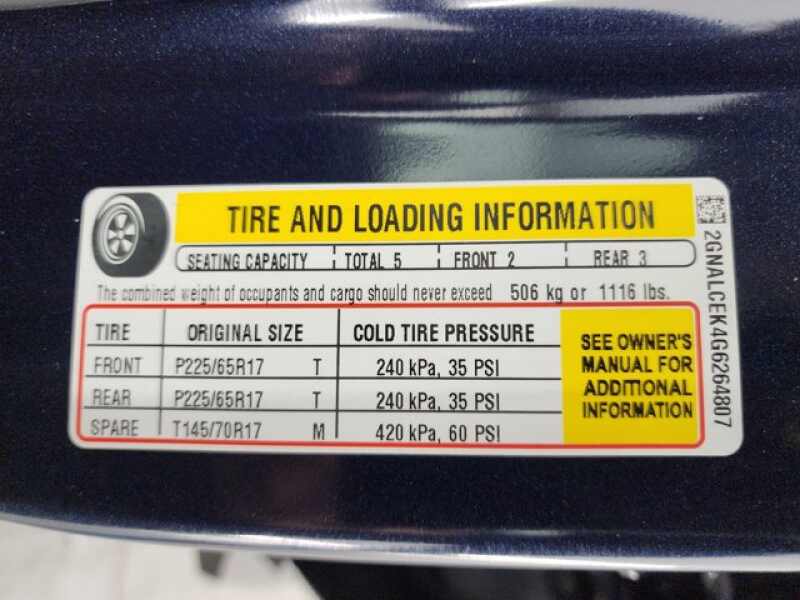 TIRE AND LOADING INFORMATION
SEATING CAPACITY TOTAL 5 FRONT 2 REAR 3
The combined weight of occupants and cargo should never exceed 506 kg or 1116 lbs.
TIRE ORIGINAL SIZE COLD TIRE PRESSURE
FRONT P225/65R17 T 240 kPa, 35 PSI
REAR P225/65R17 T 240 kPa, 35 PSI
SPARE T145/70R17 M 420 kPa, 60 PSI
SEE OWNER'S
MANUAL FOR
ADDITIONAL
INFORMATION
2GNALCEK4G6264807